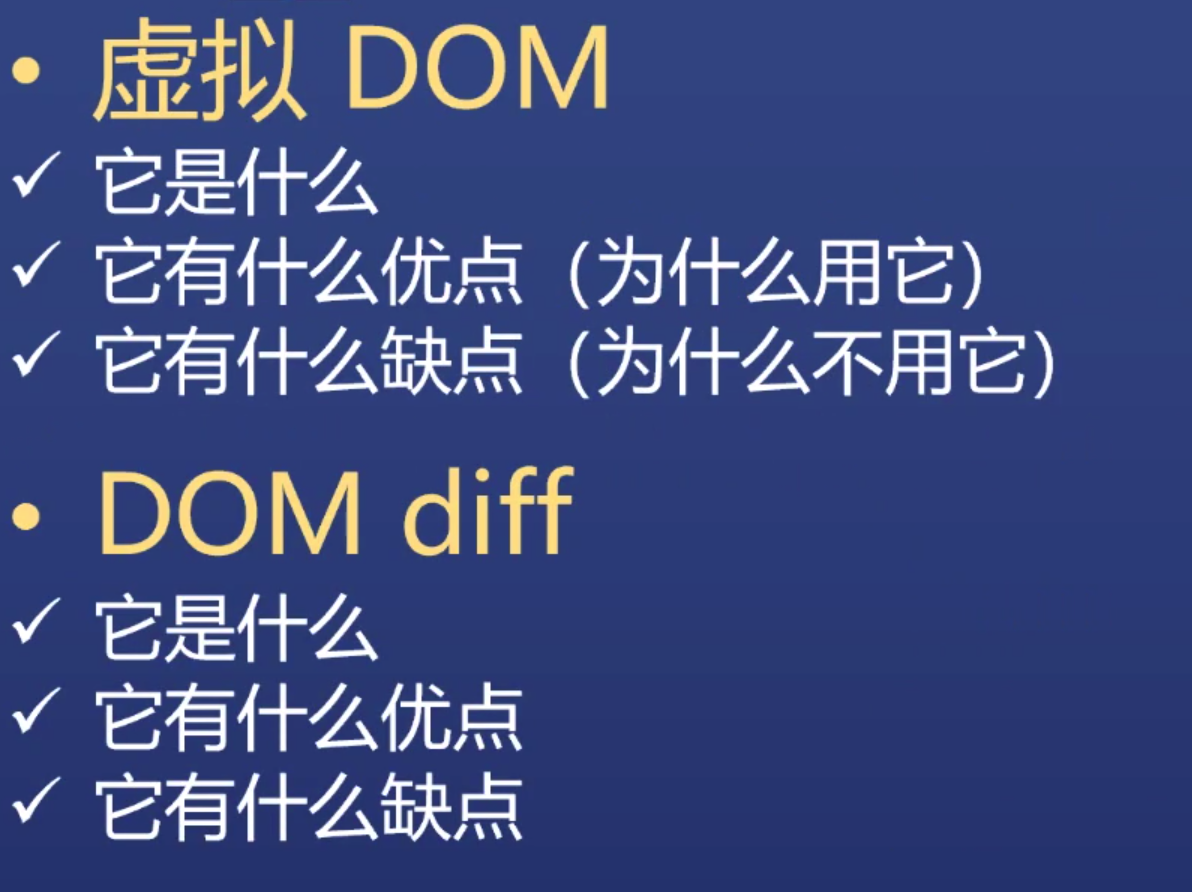 • 虚拟 DOM
✓ 它是什么
✓ 它有什么优点（为什么用它）
✓ 它有什么缺点（为什么不用它）
• DOM diff
✓ 它是什么
✓ 它有什么优点
✓ 它有什么缺点